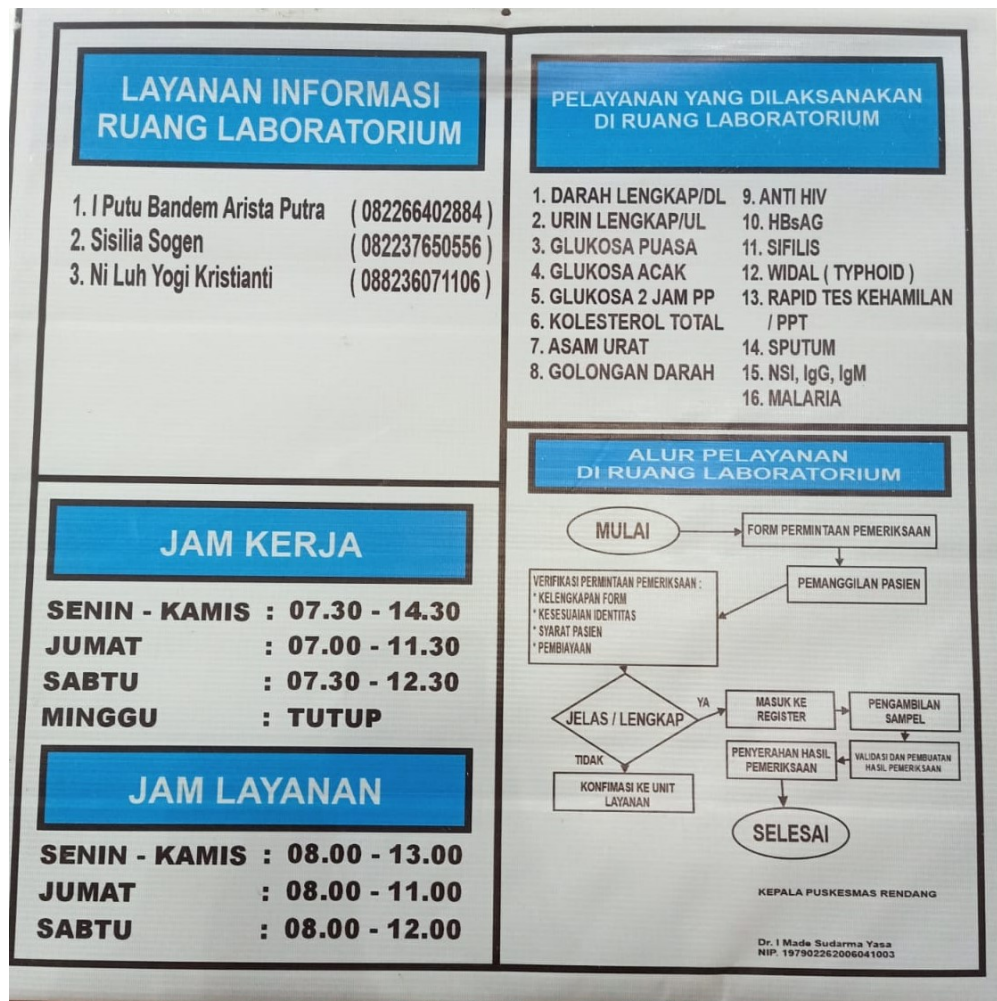 LAYANAN INFORMASI
RUANG LABORATORIUM
1. I Putu Bandem Arista Putra ( 082266402884 )
2. Sisilia Sogen ( 082237650556 )
3. Ni Luh Yogi Kristianti ( 088236071106 )
PELAYANAN YANG DILAKSANAKAN
DI RUANG LABORATORIUM
1. DARAH LENGKAP/DL
2. URIN LENGKAP/UL
3. GLUKOSA PUASA
4. GLUKOSA ACAK
5. GLUKOSA 2 JAM PP
6. KOLESTEROL TOTAL
7. ASAM URAT
8. GOLONGAN DARAH
9. ANTI HIV
10. HBsAG
11. SIFILIS
12. WIDAL ( TYPHOID )
13. RAPID TES KEHAMILAN
/ PPT
14. SPUTUM
15. NSI, IgG, IgM
16. MALARIA
JAM KERJA
SENIN - KAMIS : 07.30 - 14.30
JUMAT : 07.00 - 11.30
SABTU : 07.30 - 12.30
MINGGU : TUTUP
JAM LAYANAN
SENIN - KAMIS : 08.00 - 13.00
JUMAT : 08.00 - 11.00
SABTU : 08.00 - 12.00
ALUR PELAYANAN
DI RUANG LABORATORIUM
MULAI
FORM PERMINTAAN PEMERIKSAAN
PEMANGGILAN PASIEN
VERIFIKASI PERMINTAAN PEMERIKSAAN :
* KELENGKAPAN FORM
* KESESUAIAN IDENTITAS
* SYARAT PASIEN
* PEMBIAYAAN
JELAS / LENGKAP
YA
MASUK KE
REGISTER
PENGAMBILAN
SAMPEL
TIDAK
KONFIMASI KE UNIT
LAYANAN
VALIDASI DAN PEMBUATAN
HASIL PEMERIKSAAN
PENYERAHAN HASIL
PEMERIKSAAN
SELESAI
KEPALA PUSKESMAS RENDANG
Dr. I Made Sudarma Yasa
NIP. 197902262006041003